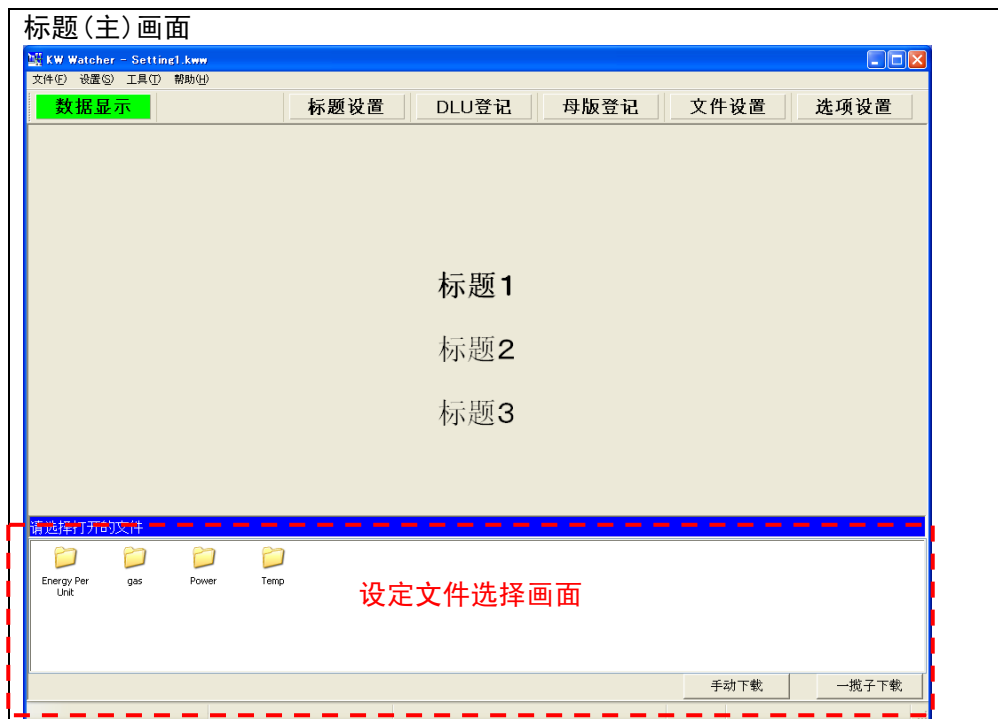 标题(主)画面
KW Watcher - Setting1.kww
文件(F) 设置(S) 工具(T) 帮助(H)
数据显示 标题设置 DLU登记 母版登记 文件设置 选项设置
标题1
标题2
标题3
请选择打开的文件
Energy Per Unit gas Power Temp
设定文件选择画面
手动下载 一揽子下载